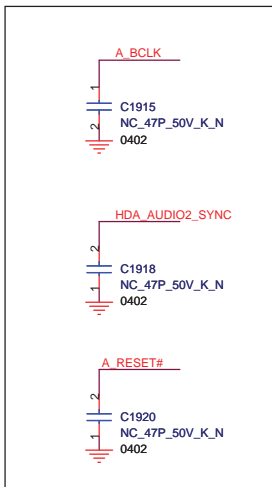 A_BCLK
1
C1915
NC_47P_50V_K_N
2
0402
HDA_AUDIO2_SYNC
2
C1918
NC_47P_50V_K_N
1
0402
A_RESET#
2
C1920
NC_47P_50V_K_N
1
0402